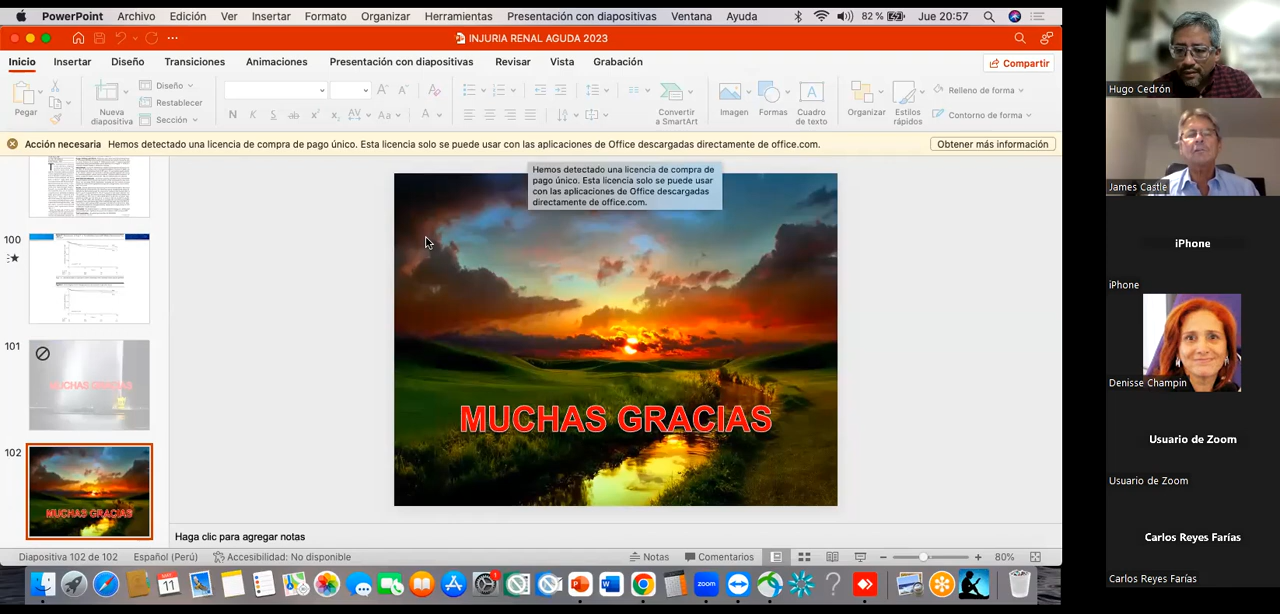 PowerPoint Archivo Edición Ver Insertar Formato Organizar Herramientas Presentación con diapositivas Ventana Ayuda 82 % Jue 20:57
INJURIA RENAL AGUDA 2023
Inicio Insertar Diseño Transiciones Animaciones Presentación con diapositivas Revisar Vista Grabación Compartir
Pegar
Nueva diapositiva
Diseño
Restablecer
Sección
N K S ab x² x₂ AV Aa A
Convertir a SmartArt
Imagen
Formas
Cuadro de texto
Organizar
Estilos rápidos
Relleno de forma
Contorno de forma
Acción necesaria Hemos detectado una licencia de compra de pago único. Esta licencia solo se puede usar con las aplicaciones de Office descargadas directamente de office.com. Obtener más información
Hemos detectado una licencia de compra de
pago único. Esta licencia solo se puede usar
con las aplicaciones de Office descargadas
directamente de office.com.
100
101
MUCHAS GRACIAS
102
MUCHAS GRACIAS
MUCHAS GRACIAS
Haga clic para agregar notas
Diapositiva 102 de 102 Español (Perú) Accesibilidad: No disponible Notas Comentarios 80%
MAY
11
zoom
Hugo Cedrón
James Castle
iPhone
iPhone
Denisse Champin
Usuario de Zoom
Usuario de Zoom
Carlos Reyes Farías
Carlos Reyes Farías